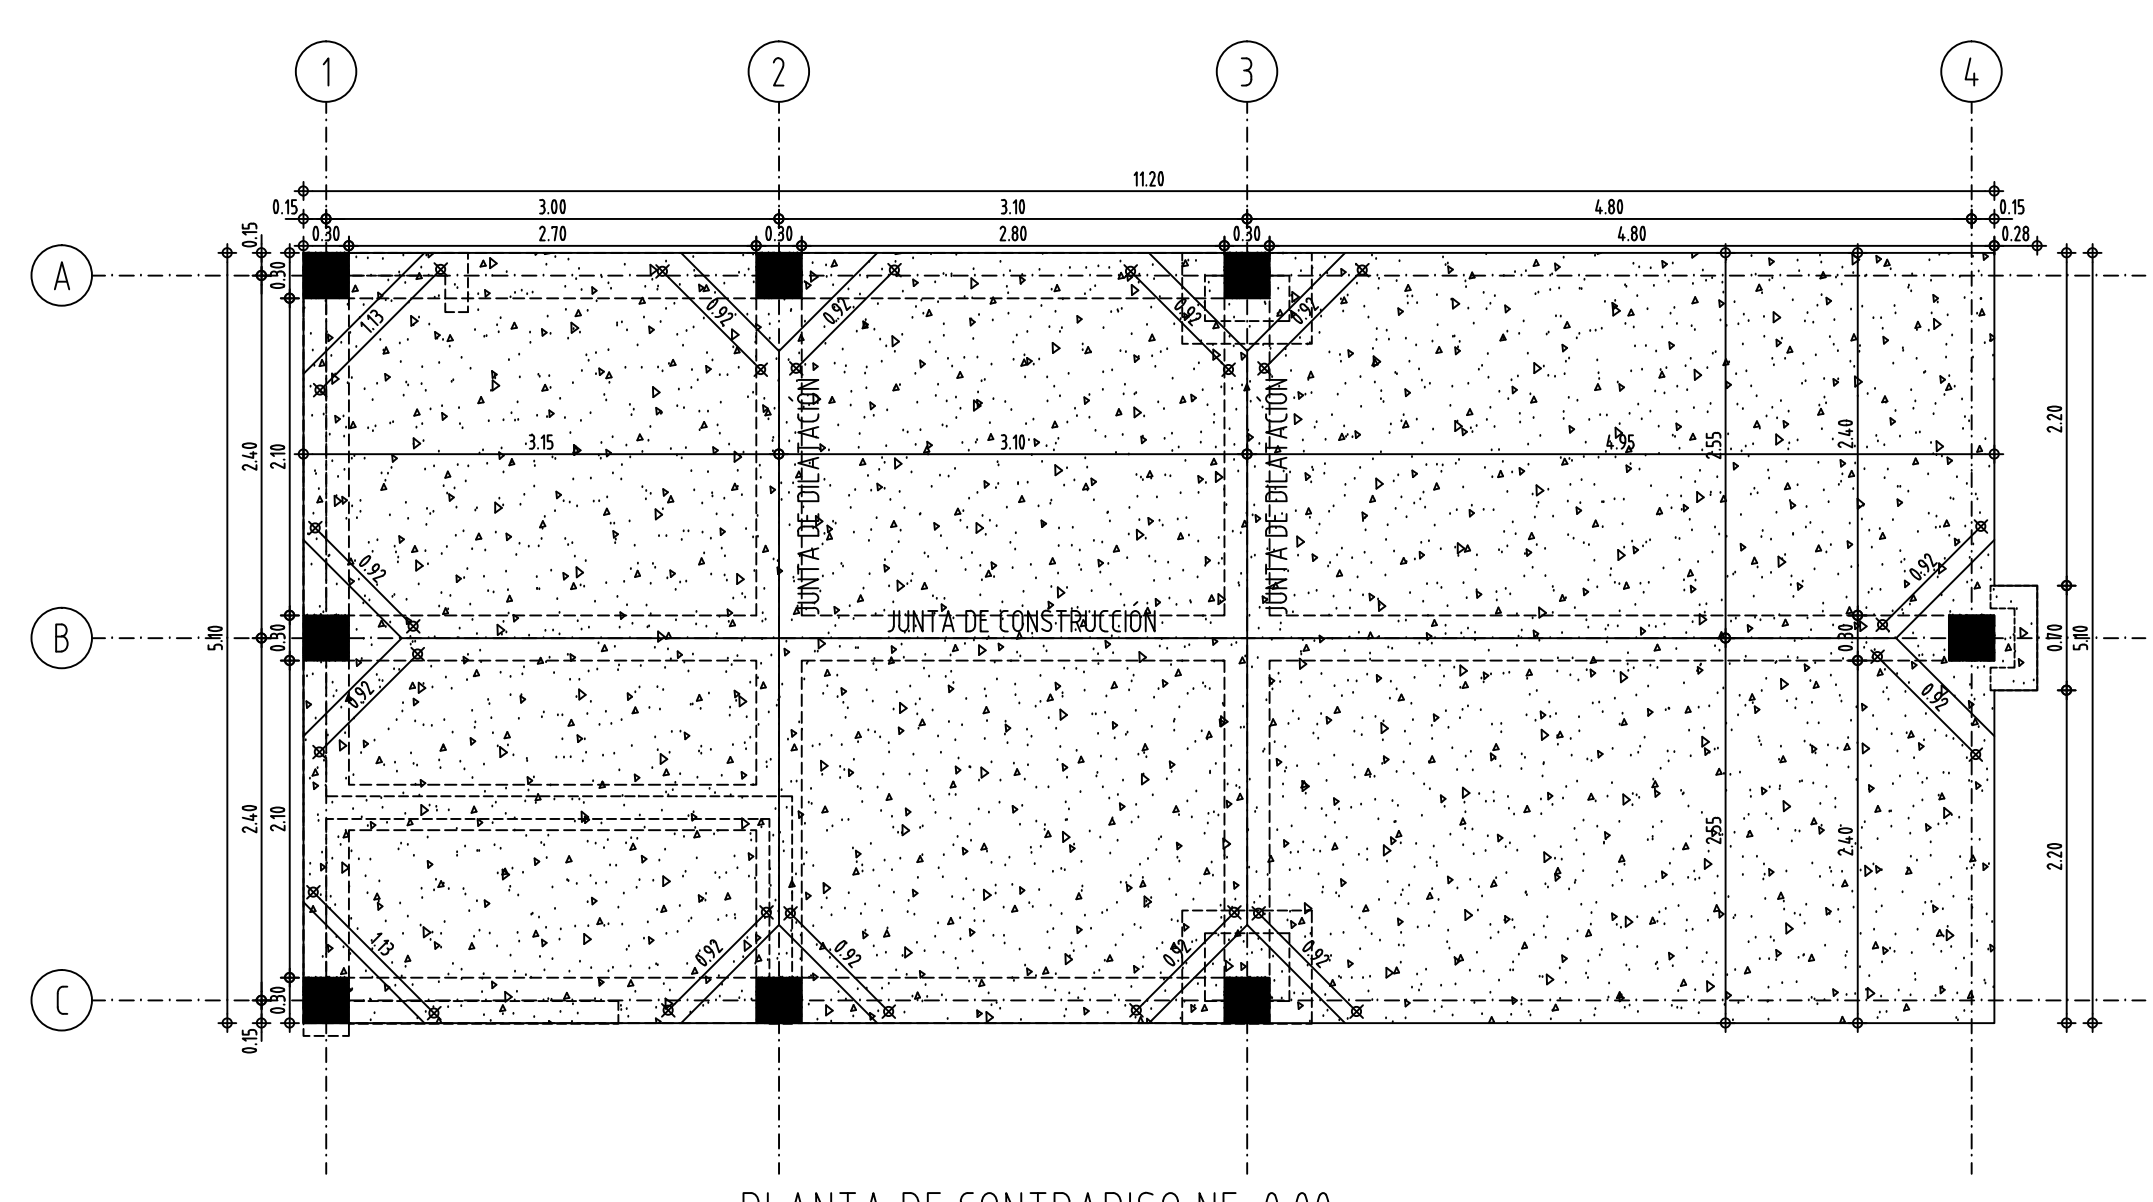 1 2 3 4
11.20
0.15 3.00 3.10 4.80 0.15
0.30 2.70 0.30 2.80 0.30 4.80 0.28
0.15
A
0.30
1.13 0.92 0.92 0.92 0.92
2.20
2.40 2.10 3.15 3.10 4.95 2.55 2.40
JUNTA DE DILATACION
JUNTA DE DILATACION
0.92 0.92
JUNTA DE CONSTRUCCION
B
5.10 0.30 0.30 0.70 5.10
0.92 0.92
2.40 2.10 2.55 2.40 2.20
1.13 0.92 0.92 0.92 0.92
C
0.30
0.15
PLANTA DE CONTRAPISO